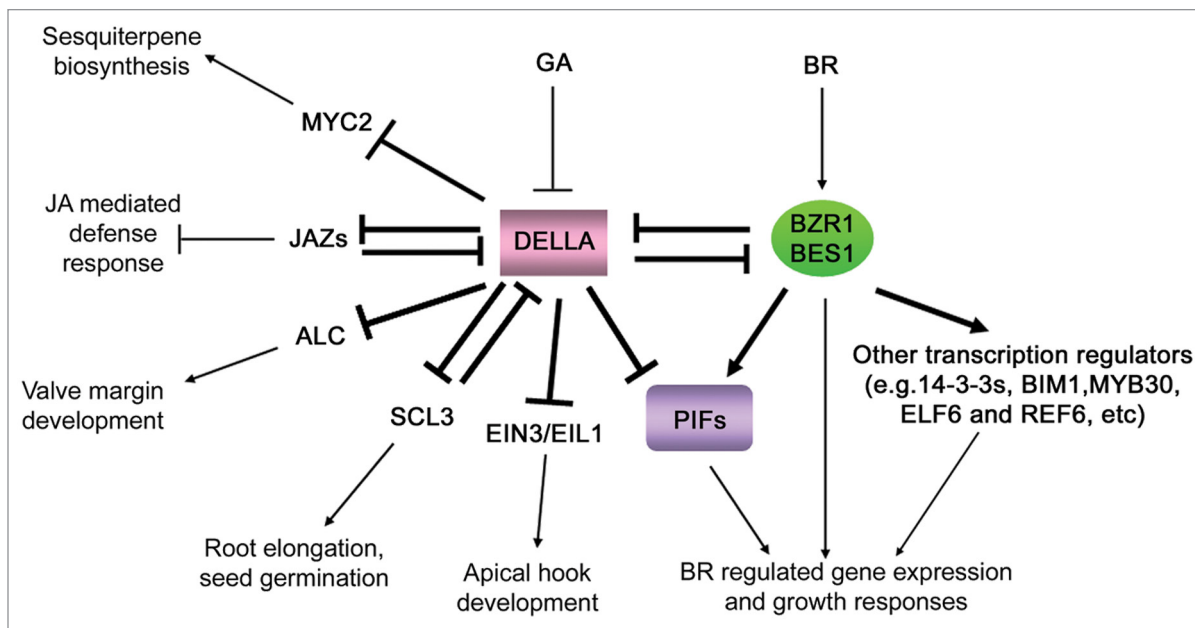 Sesquiterpene
biosynthesis
GA
BR
MYC2
JA mediated
defense
response
JAZs
DELLA
BZR1
BES1
ALC
Other transcription regulators
(e.g.14-3-3s, BIM1,MYB30,
ELF6 and REF6, etc)
Valve margin
development
SCL3
EIN3/EIL1
PIFs
Root elongation,
seed germination
Apical hook
development
BR regulated gene expression
and growth responses